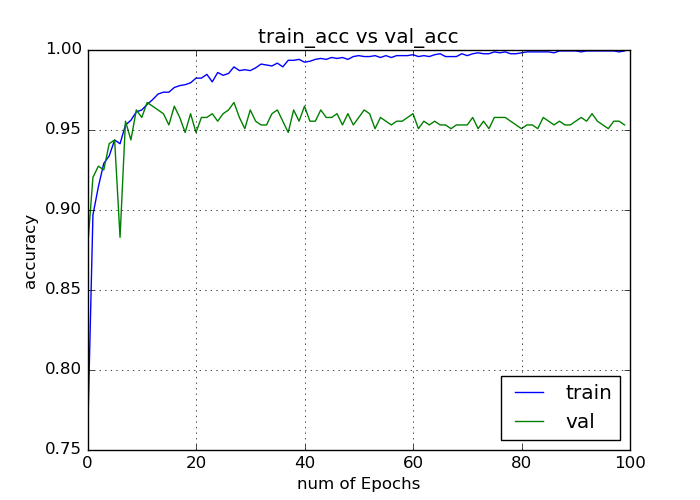 train_acc vs val_acc
1.00
0.95
0.90
0.85
0.80
0.75
accuracy
0 20 40 60 80 100
num of Epochs
train
val